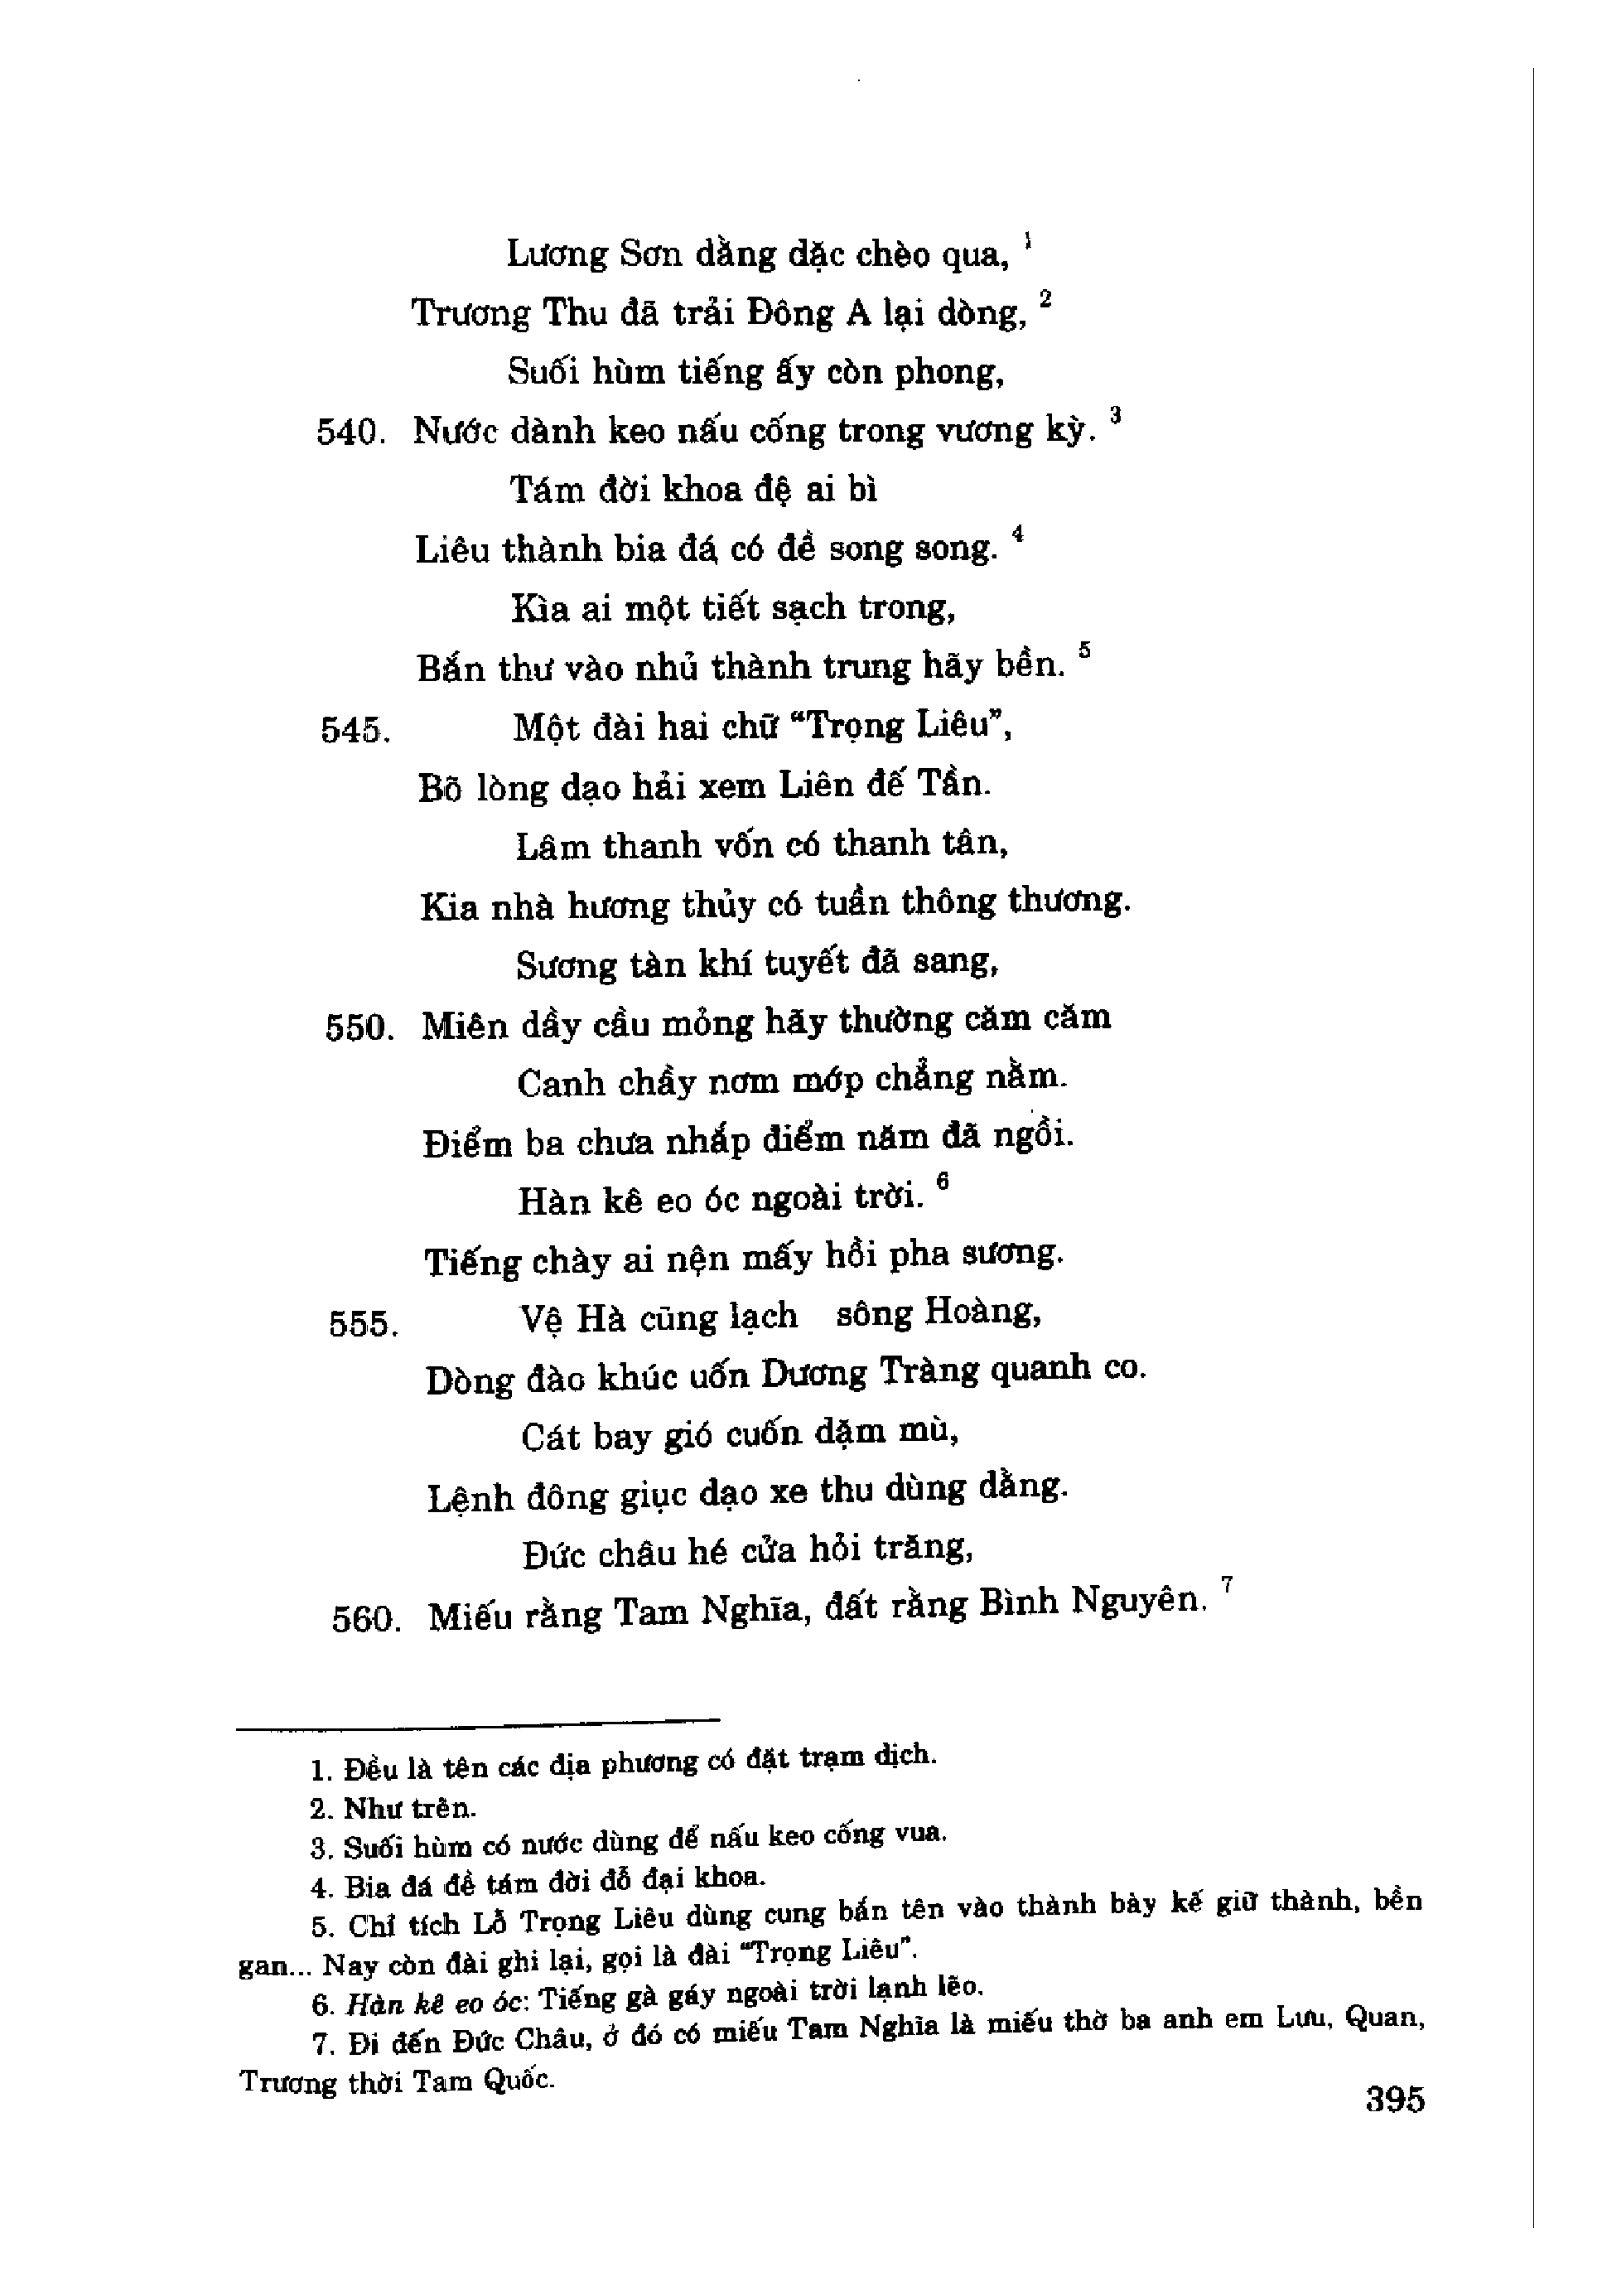 Lương Sơn dằng dặc chèo qua, 1
Trương Thu đã trải Đông A lại dòng, 2
Suối hùm tiếng ấy còn phong,
540. Nước dành keo nấu cống trong vương kỳ. 3
Tám đời khoa đệ ai bì
Liêu thành bia đá có đề song song. 4
Kìa ai một tiết sạch trong,
Bắn thư vào nhủ thành trung hãy bền. 5
545. Một đài hai chữ “Trọng Liêu”,
Bõ lòng dạo hải xem Liên đế Tần.
Lâm thanh vốn có thanh tân,
Kia nhà hương thủy có tuần thông thương.
Sương tàn khí tuyết đã sang,
550. Miên dầy cầu mỏng hãy thường căm căm
Canh chầy nơm mớp chẳng nằm.
Điểm ba chưa nhắp điểm năm đã ngồi.
Hàn kê eo óc ngoài trời. 6
Tiếng chày ai nện mấy hồi pha sương.
555. Vệ Hà cũng lạch sông Hoàng,
Dòng đào khúc uốn Dương Tràng quanh co.
Cát bay gió cuốn dặm mù,
Lệnh đông giục dạo xe thu dùng dằng.
Đức châu hé cửa hỏi trăng,
560. Miếu rằng Tam Nghĩa, đất rằng Bình Nguyên. 7
1. Đều là tên các địa phương có đặt trạm dịch.
2. Như trên.
3. Suối hùm có nước dùng để nấu keo cống vua.
4. Bia đá đề tám đời đỗ đại khoa.
5. Chỉ tích Lỗ Trọng Liêu dùng cung bắn tên vào thành bày kế giữ thành, bền
gan... Nay còn đài ghi lại, gọi là đài “Trọng Liêu”.
6. Hàn kê eo óc: Tiếng gà gáy ngoài trời lạnh lẽo.
7. Đi đến Đức Châu, ở đó có miếu Tam Nghĩa là miếu thờ ba anh em Lưu, Quan,
Trương thời Tam Quốc.
395